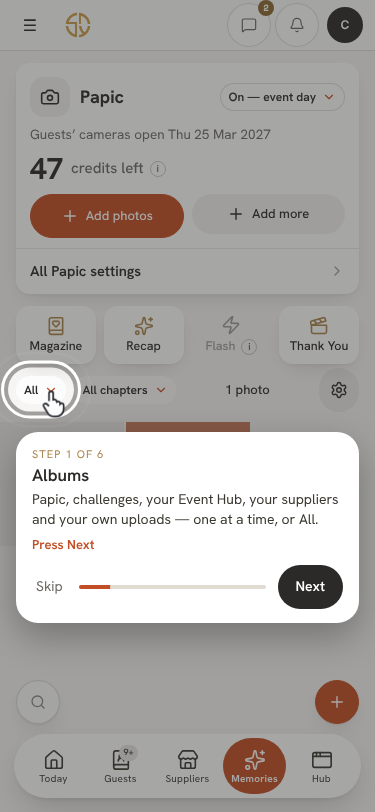 2
C
Papic
On — event day
Guests’ cameras open Thu 25 Mar 2027
47 credits left i
Add photos
Add more
All Papic settings
Magazine
Recap
Flash i
Thank You
All
All chapters
1 photo
STEP 1 OF 6
Albums
Papic, challenges, your Event Hub, your suppliers
and your own uploads — one at a time, or All.
Press Next
Skip
Next
9+
Today
Guests
Suppliers
Memories
Hub